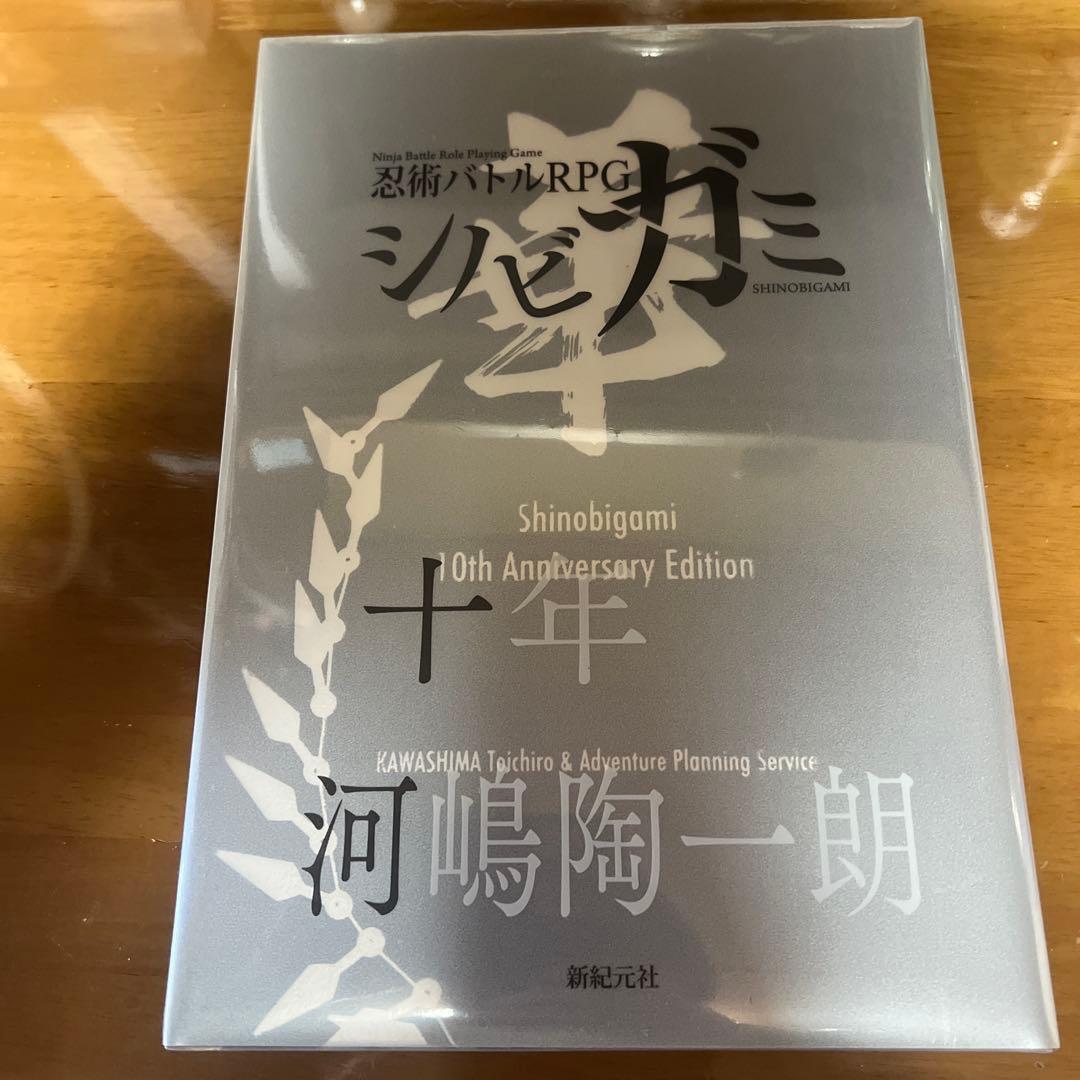 Ninja Battle Role Playing Game
忍術バトルRPG
シノビガミ
SHINOBIGAMI
Shinobigami
10th Anniversary Edition
十年
KAWASHIMA Toichiro & Adventure Planning Service
河嶋陶一朗
新紀元社